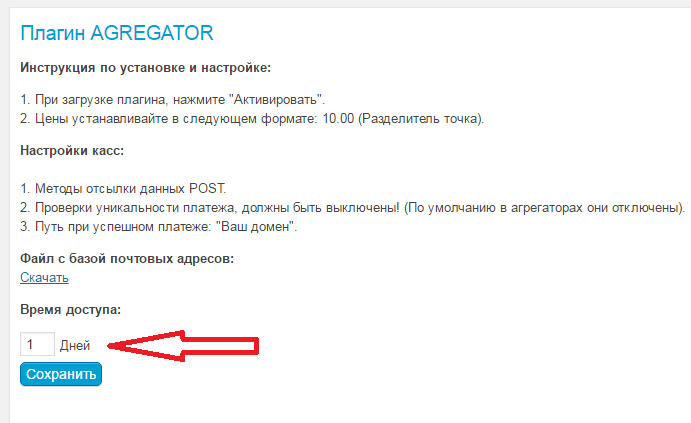 Плагин AGREGATOR
Инструкция по установке и настройке:
1. При загрузке плагина, нажмите "Активировать".
2. Цены устанавливайте в следующем формате: 10.00 (Разделитель точка).
Настройки касс:
1. Методы отсылки данных POST.
2. Проверки уникальности платежа, должны быть выключены! (По умолчанию в агрегаторах они отключены).
3. Путь при успешном платеже: "Ваш домен".
Файл с базой почтовых адресов:
Скачать
Время доступа:
1 Дней
Сохранить